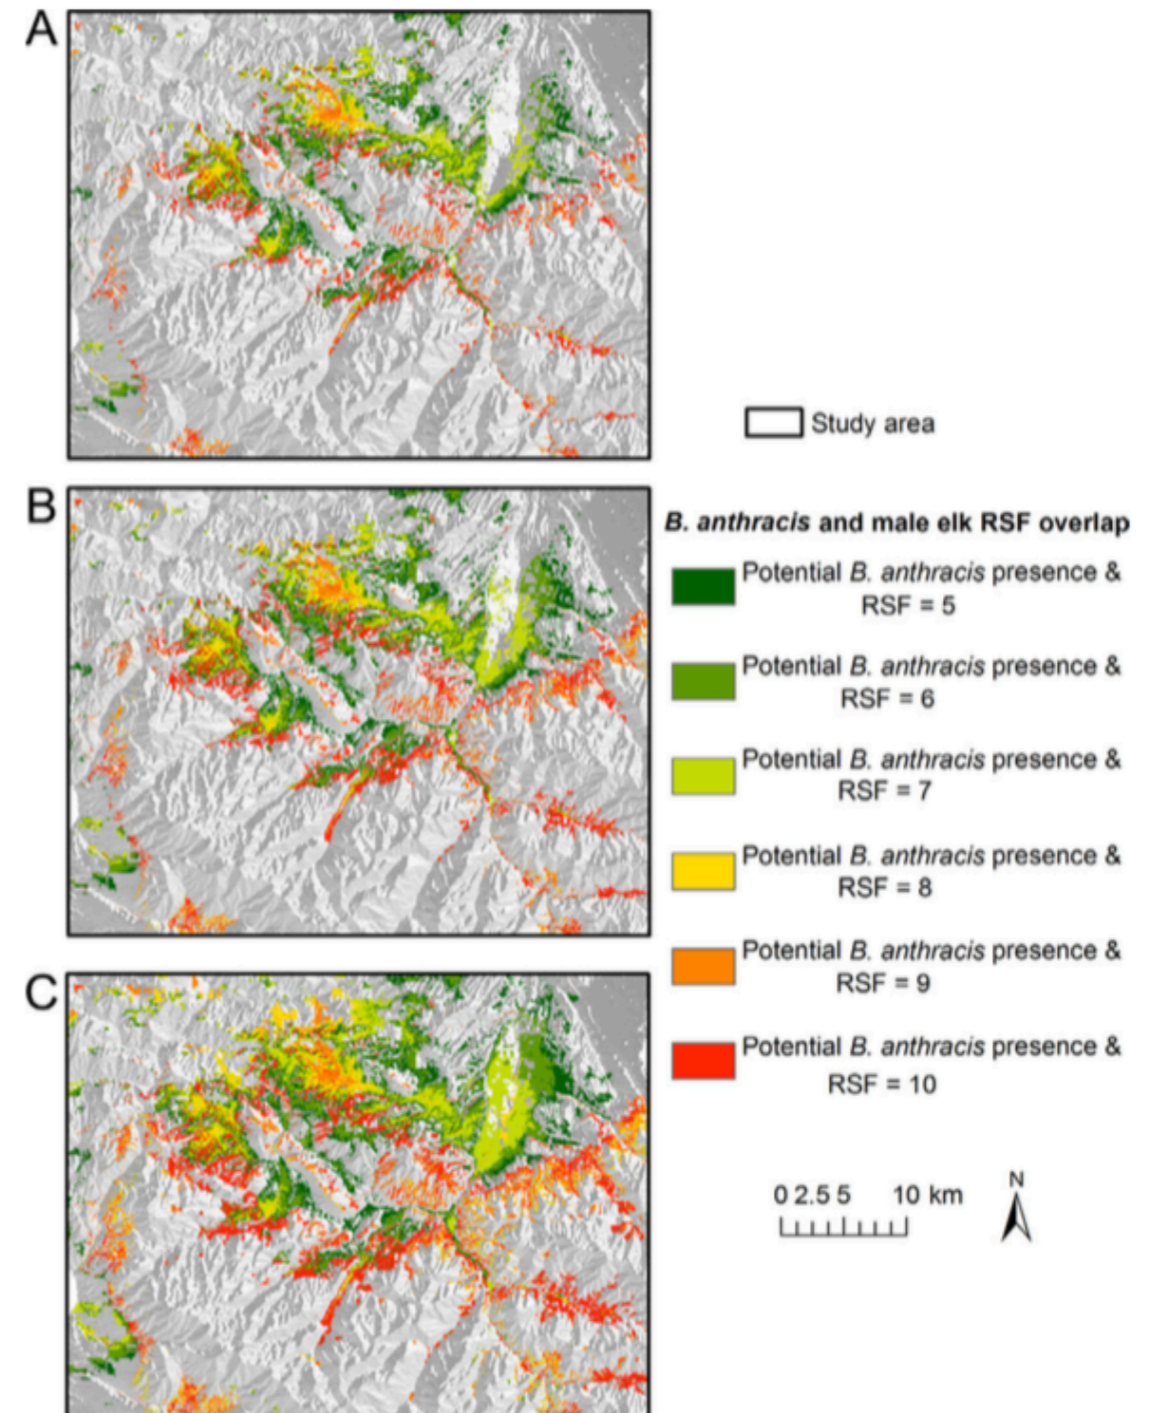 A
B
C
Study area
B. anthracis and male elk RSF overlap
Potential B. anthracis presence &
RSF = 5
Potential B. anthracis presence &
RSF = 6
Potential B. anthracis presence &
RSF = 7
Potential B. anthracis presence &
RSF = 8
Potential B. anthracis presence &
RSF = 9
Potential B. anthracis presence &
RSF = 10
0 2.5 5 10 km
N